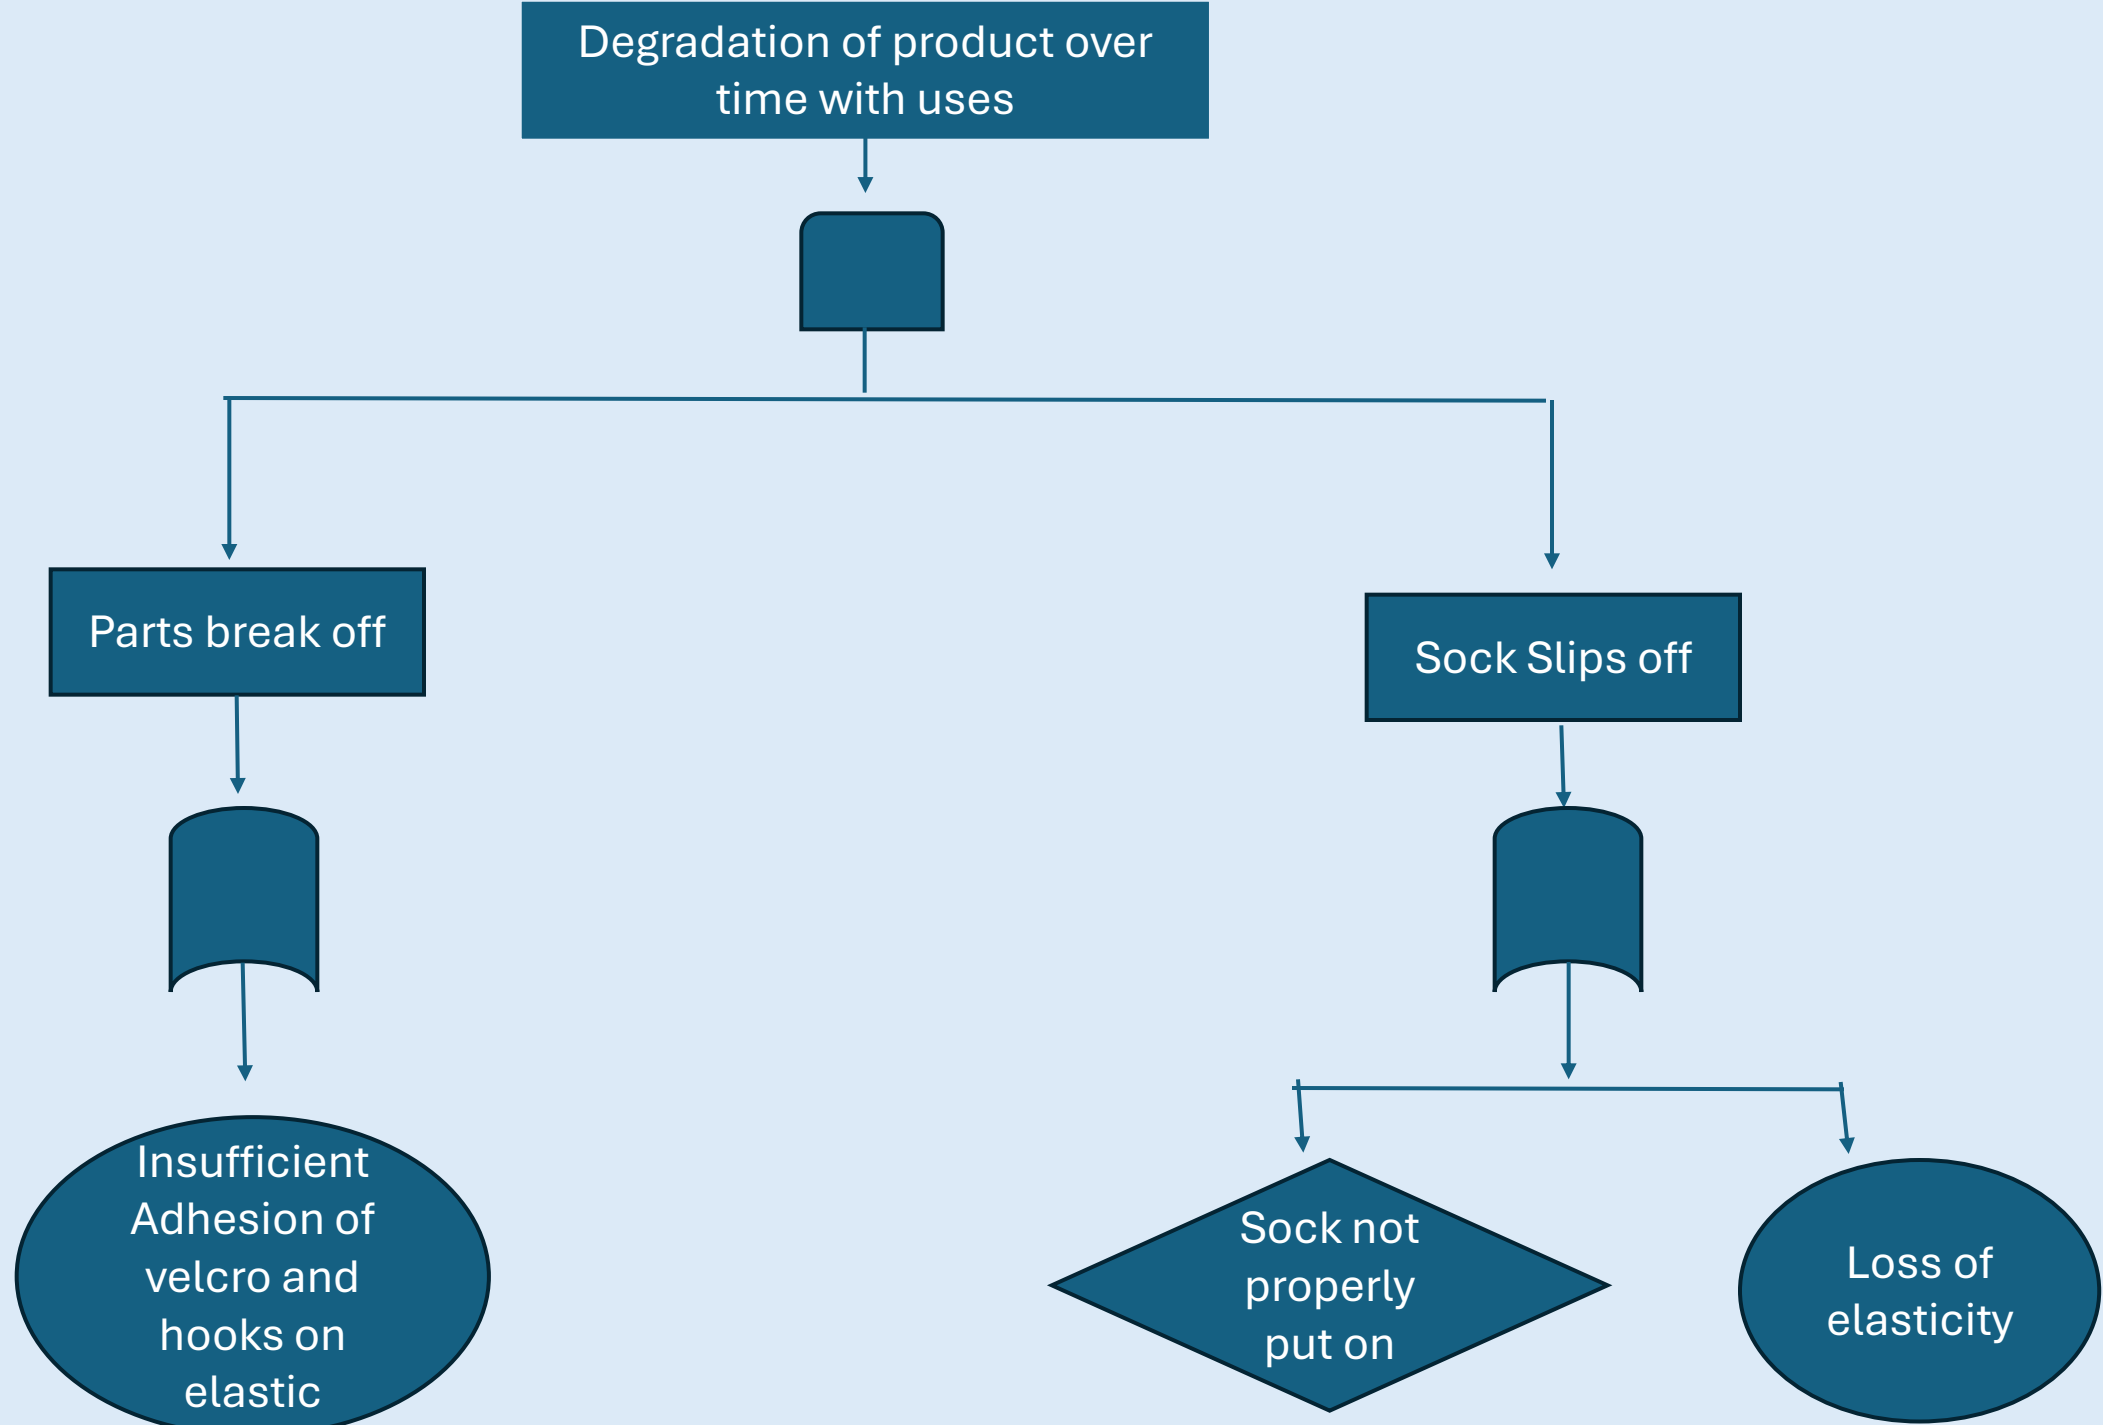 Degradation of product over
time with uses
Parts break off
Sock Slips off
Insufficient
Adhesion of
velcro and
hooks on
elastic
Sock not
properly
put on
Loss of
elasticity